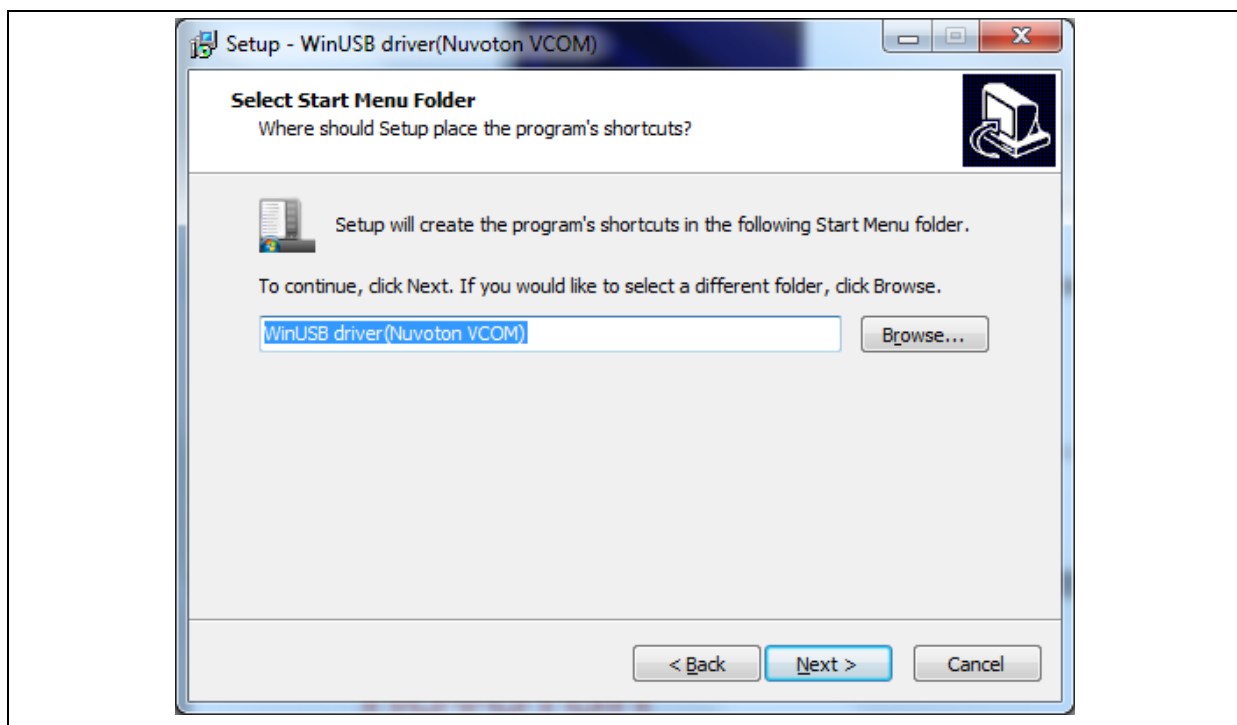 Setup - WinUSB driver(Nuvoton VCOM)
Select Start Menu Folder
Where should Setup place the program's shortcuts?
Setup will create the program's shortcuts in the following Start Menu folder.
To continue, click Next. If you would like to select a different folder, click Browse.
WinUSB driver(Nuvoton VCOM)
Browse...
< Back
Next >
Cancel